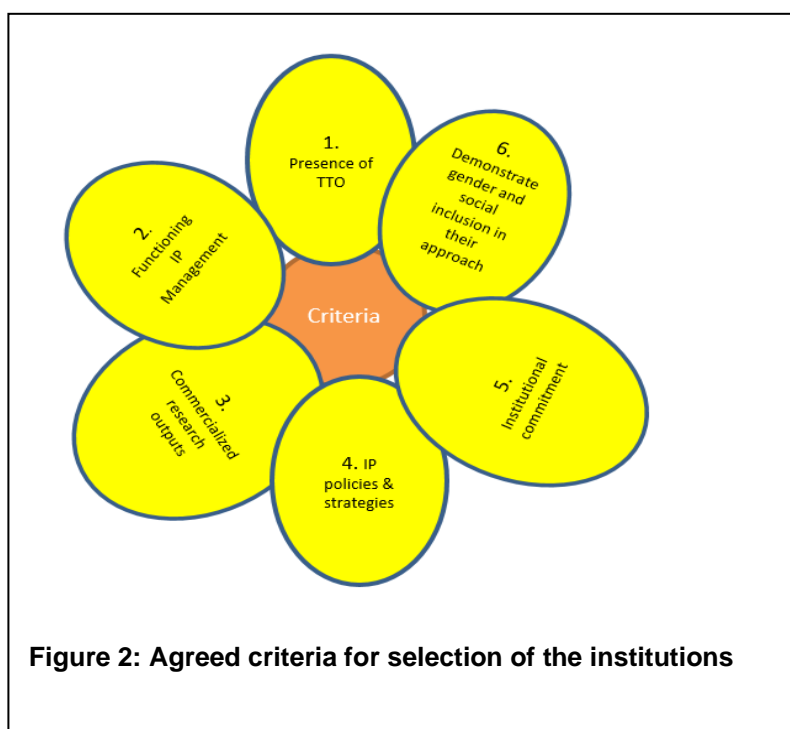 1.
Presence of
TTO
6.
Demonstrate
gender and
social
inclusion in
their
approach
2.
Functioning
IP
Management
Criteria
3.
Commercialized
research
outputs
5.
Institutional
commitment
4. IP
policies &
strategies
Figure 2: Agreed criteria for selection of the institutions